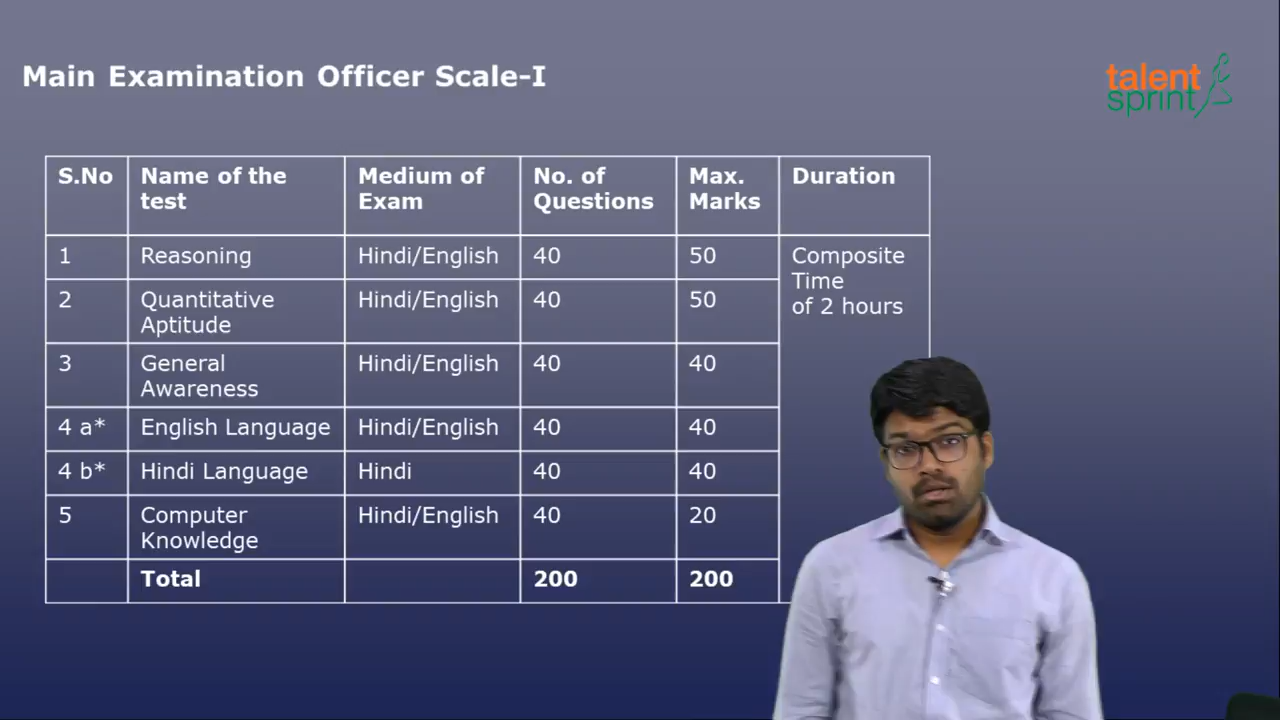 Main Examination Officer Scale-I
talent
sprint
S.No Name of the test Medium of Exam No. of Questions Max. Marks Duration
1 Reasoning Hindi/English 40 50 Composite Time of 2 hours
2 Quantitative Aptitude Hindi/English 40 50
3 General Awareness Hindi/English 40 40
4 a* English Language Hindi/English 40 40
4 b* Hindi Language Hindi 40 40
5 Computer Knowledge Hindi/English 40 20
Total 200 200